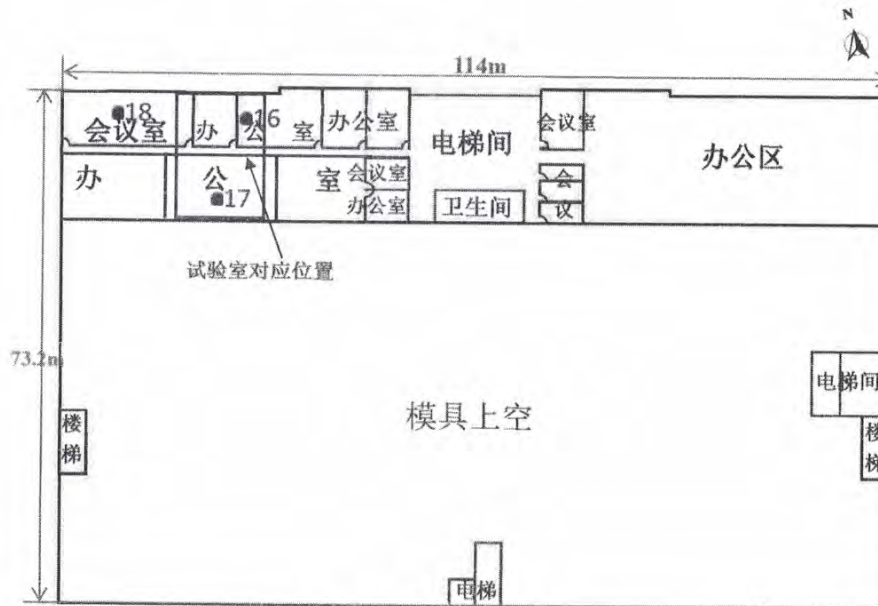 N
114m
18
16
会议室
办
公
室
办公室
会议室
电梯间
办公区
办
公
室
会议室
17
办公室
卫生间
会
议
试验室对应位置
73.2m
电梯间
模具上空
楼
梯
楼
梯
电梯